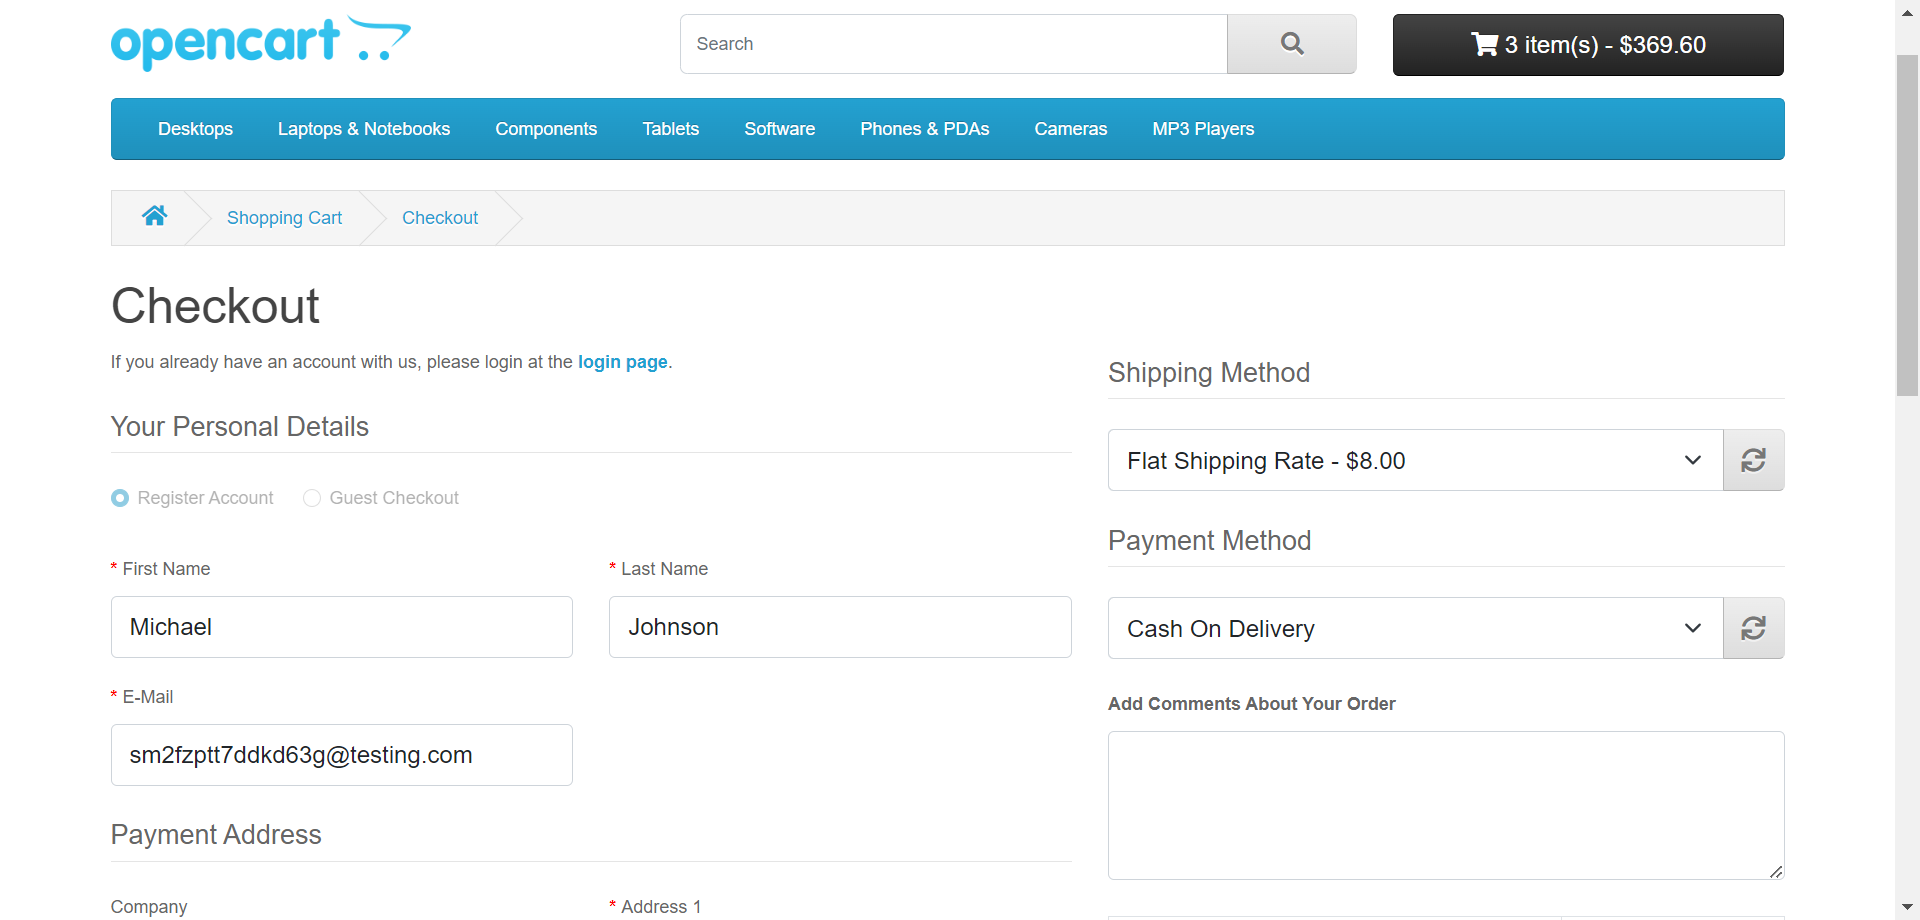 opencart
Search
3 item(s) - $369.60
Desktops
Laptops & Notebooks
Components
Tablets
Software
Phones & PDAs
Cameras
MP3 Players
Shopping Cart
Checkout
Checkout
If you already have an account with us, please login at the login page.
Your Personal Details
Register Account
Guest Checkout
* First Name
* Last Name
Michael
Johnson
* E-Mail
sm2fzptt7ddkd63g@testing.com
Payment Address
Company
* Address 1
Shipping Method
Flat Shipping Rate - $8.00
Payment Method
Cash On Delivery
Add Comments About Your Order